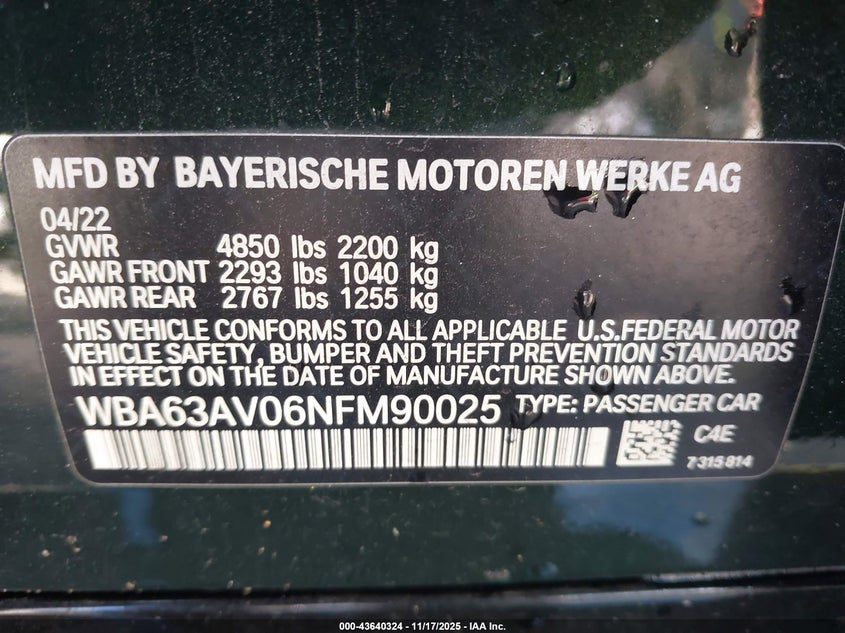 MFD BY BAYERISCHE MOTOREN WERKE AG
04/22
GVWR 4850 lbs 2200 kg
GAWR FRONT 2293 lbs 1040 kg
GAWR REAR 2767 lbs 1255 kg
THIS VEHICLE CONFORMS TO ALL APPLICABLE U.S.FEDERAL MOTOR
VEHICLE SAFETY, BUMPER AND THEFT PREVENTION STANDARDS
IN EFFECT ON THE DATE OF MANUFACTURE SHOWN ABOVE.
WBA63AV06NFM90025 TYPE: PASSENGER CAR
C4E
7315814
000-43640324 - 11/17/2025 - IAA Inc.